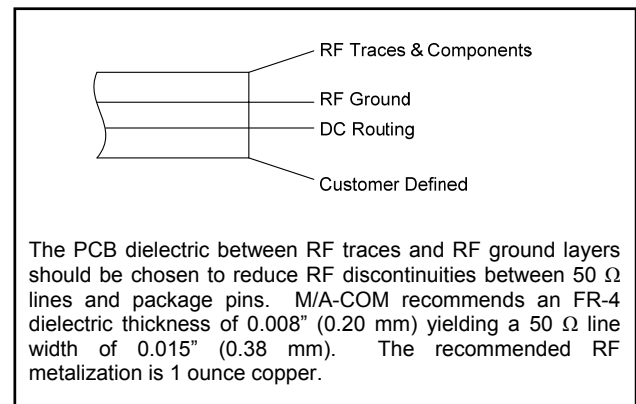 RF Traces & Components
RF Ground
DC Routing
Customer Defined
The PCB dielectric between RF traces and RF ground layers
should be chosen to reduce RF discontinuities between 50 Ω
lines and package pins. M/A-COM recommends an FR-4
dielectric thickness of 0.008” (0.20 mm) yielding a 50 Ω line
width of 0.015” (0.38 mm). The recommended RF
metalization is 1 ounce copper.